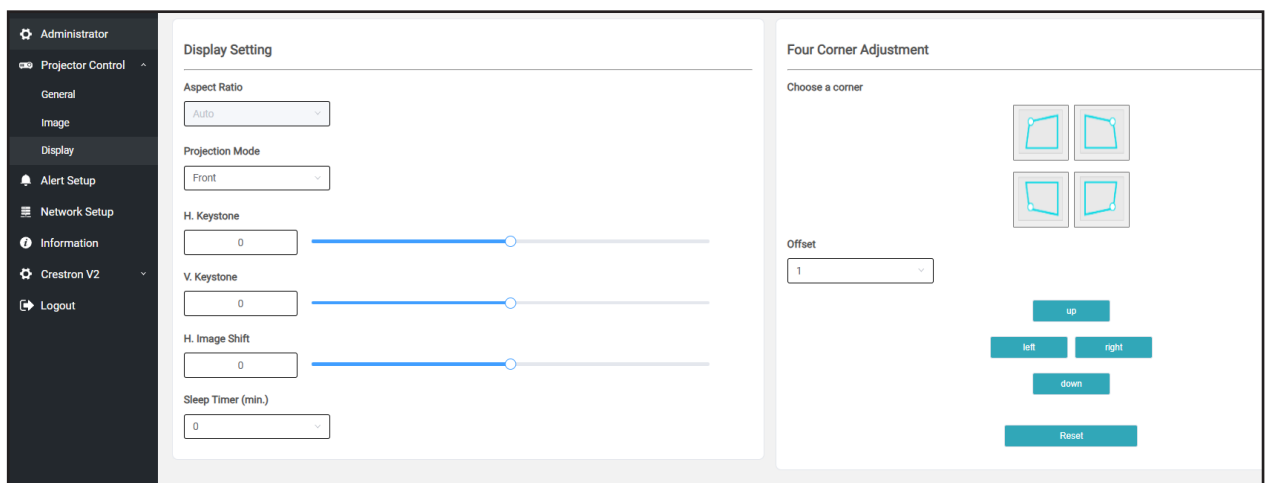 Administrator
Projector Control
General
Image
Display
Alert Setup
Network Setup
Information
Crestron V2
Logout
Display Setting
Aspect Ratio
Auto
Projection Mode
Front
H. Keystone
0
V. Keystone
0
H. Image Shift
0
Sleep Timer (min.)
0
Four Corner Adjustment
Choose a corner
Offset
1
up
left right
down
Reset